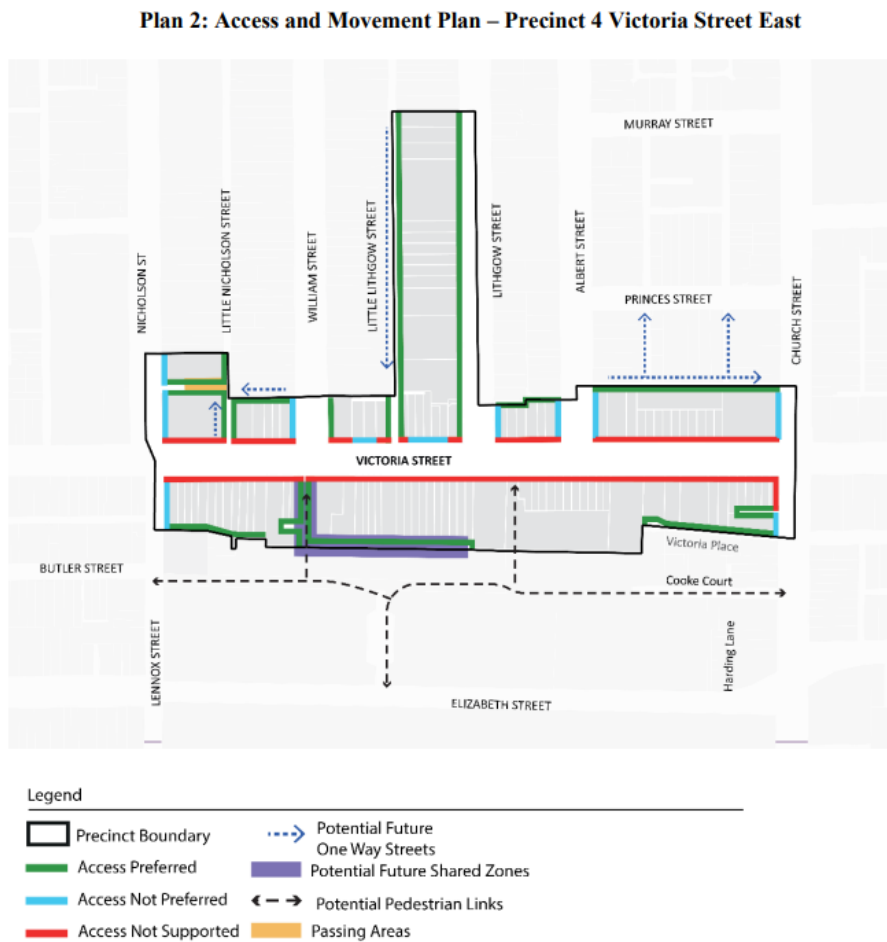 Plan 2: Access and Movement Plan – Precinct 4 Victoria Street East
MURRAY STREET
NICHOLSON ST
LITTLE NICHOLSON STREET
WILLIAM STREET
LITTLE LITHGOW STREET
LITHGOW STREET
ALBERT STREET
PRINCES STREET
CHURCH STREET
VICTORIA STREET
Victoria Place
BUTLER STREET
Cooke Court
LENNOX STREET
Harding Lane
ELIZABETH STREET
Legend
Precinct Boundary
Access Preferred
Access Not Preferred
Access Not Supported
Potential Future
One Way Streets
Potential Future Shared Zones
Potential Pedestrian Links
Passing Areas